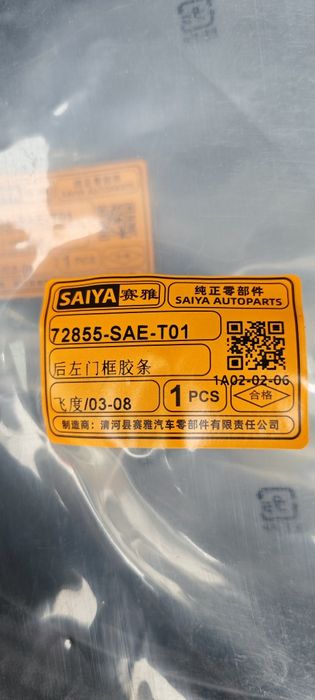 SAIYA 赛雅
纯正零部件
SAIYA AUTOPARTS
72855-SAE-T01
后左门框胶条
1A02-02-06
飞度/03-08
1 PCS
合格
制造商：清河县赛雅汽车零部件有限责任公司